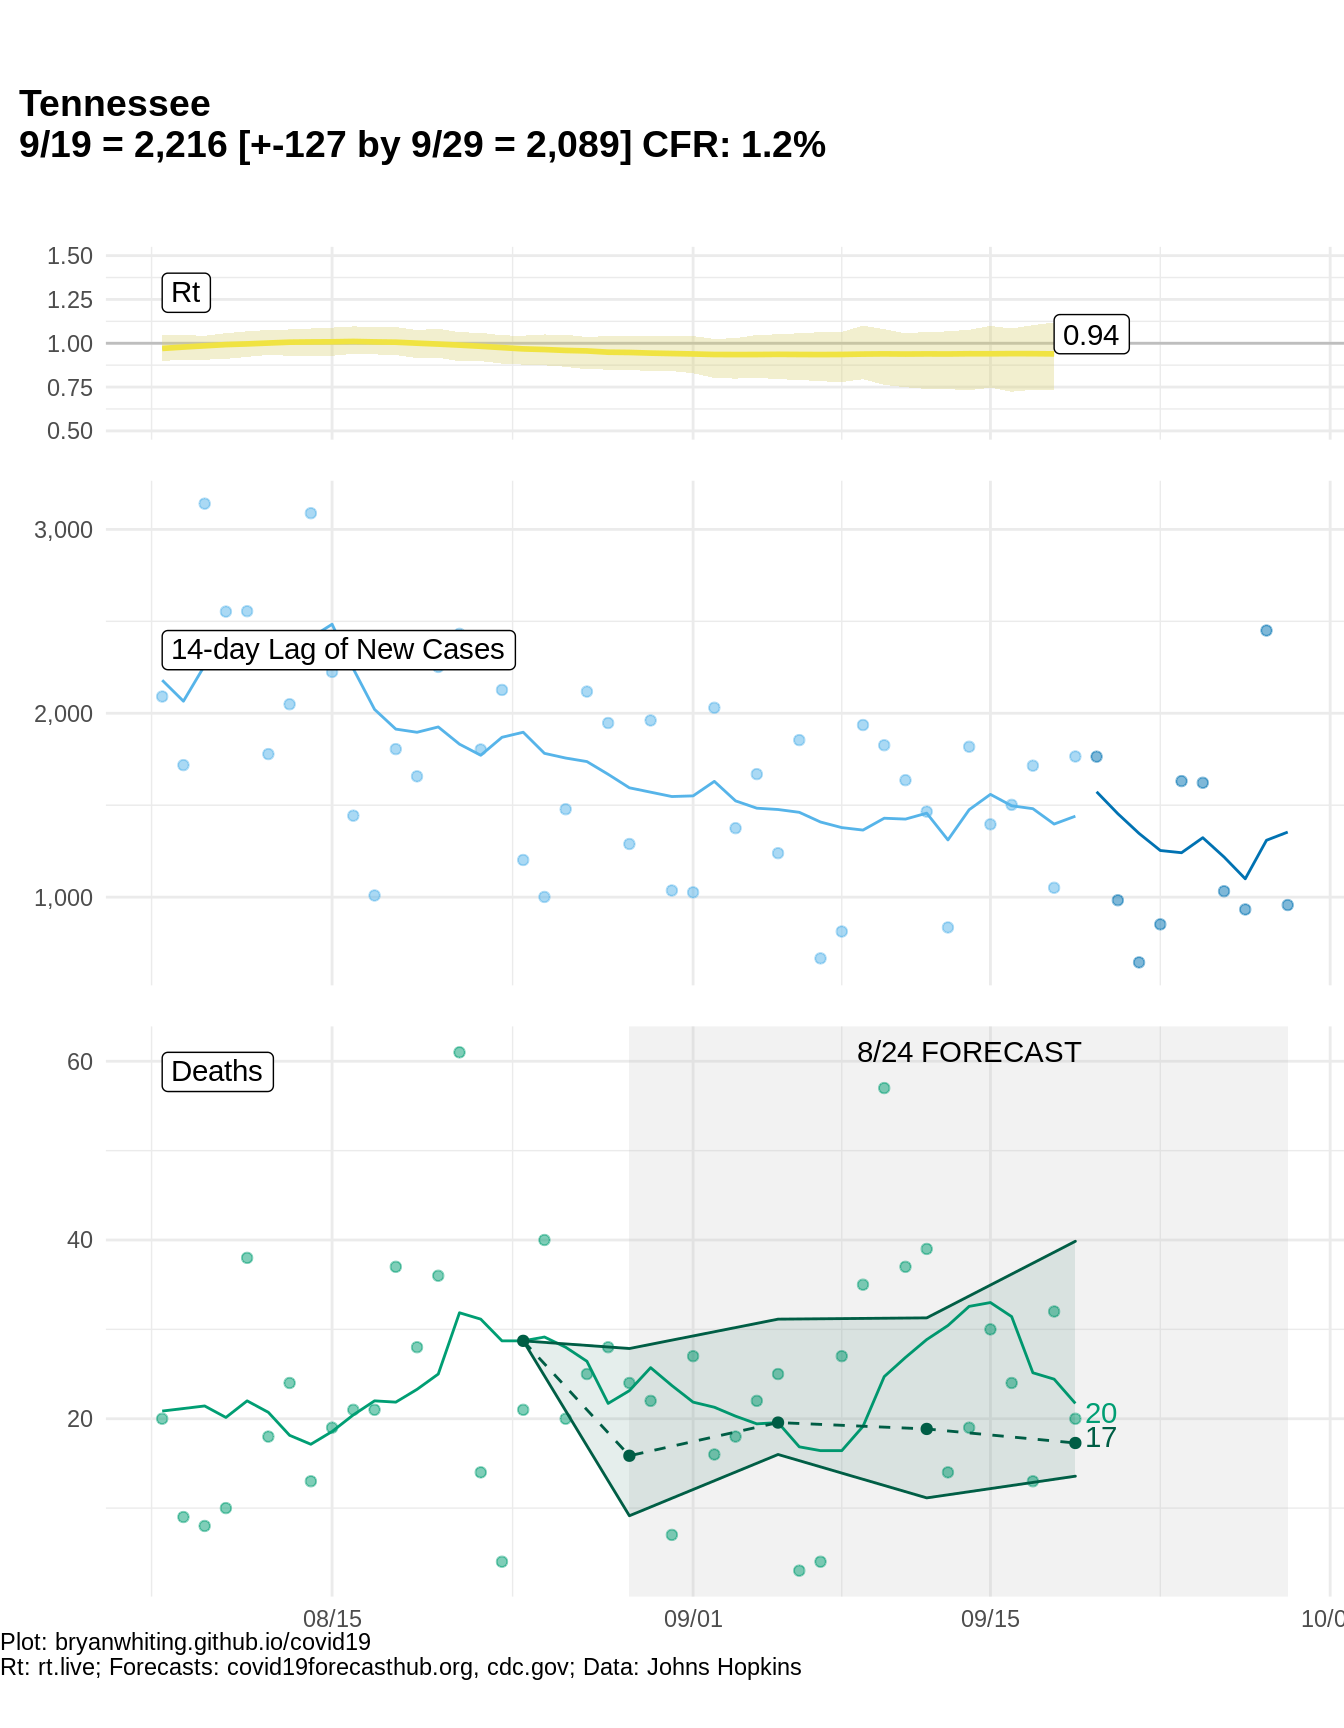 Tennessee
9/19 = 2,216 [+-127 by 9/29 = 2,089] CFR: 1.2%
1.50
Rt
1.25
1.00
0.94
0.75
0.50
3,000
14-day Lag of New Cases
2,000
1,000
8/24 FORECAST
60
Deaths
40
20
20
17
08/15 09/01 09/15 10/0
Plot: bryanwhiting.github.io/covid19
Rt: rt.live; Forecasts: covid19forecasthub.org, cdc.gov; Data: Johns Hopkins